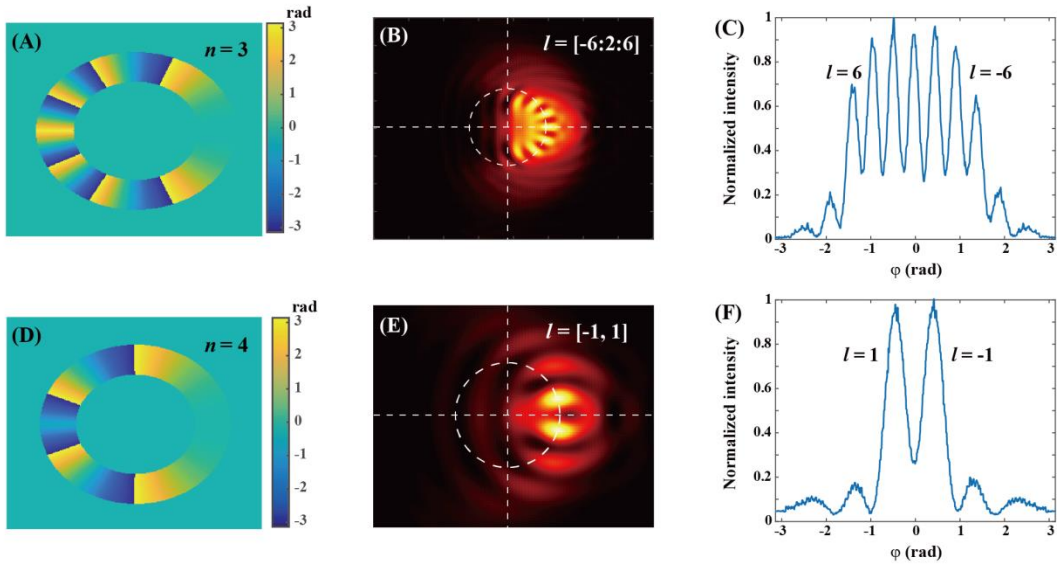 (A)
n = 3
rad
3
2
1
0
-1
-2
-3
(B)
l = [-6:2:6]
(C)
l = 6
l = -6
Normalized intensity
1
0.8
0.6
0.4
0.2
0
-3
-2
-1
0
1
2
3
φ (rad)
(D)
n = 4
rad
3
2
1
0
-1
-2
-3
(E)
l = [-1, 1]
(F)
l = 1
l = -1
Normalized intensity
1
0.8
0.6
0.4
0.2
0
-3
-2
-1
0
1
2
3
φ (rad)